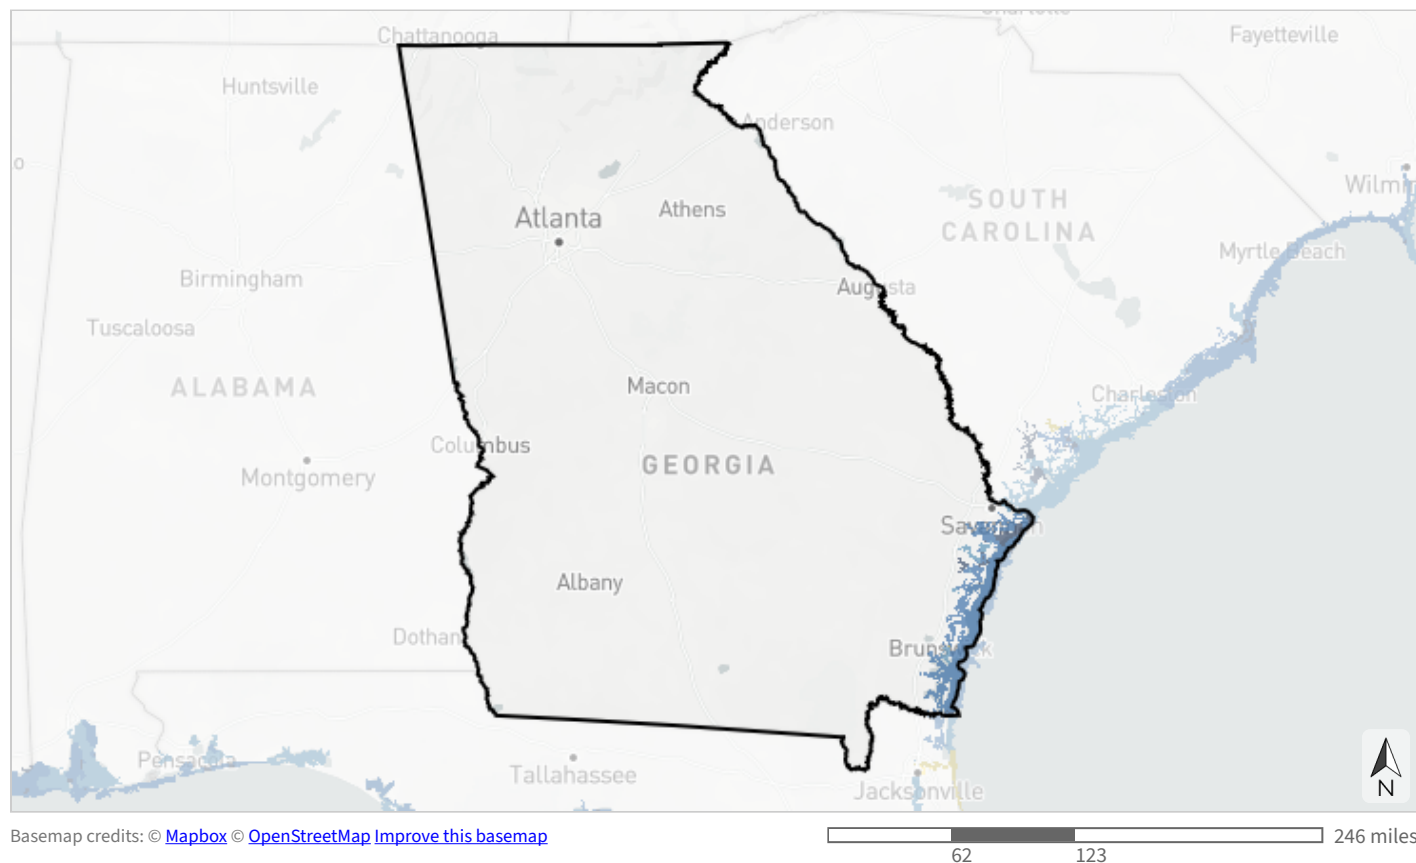 Chattanooga
Fayetteville
Huntsville
Anderson
o
SOUTH
CAROLINA
Wilmi
Atlanta
Athens
Myrtle Beach
Birmingham
Augusta
Tuscaloosa
ALABAMA
Macon
Charleston
Columbus
GEORGIA
Montgomery
Savannah
Albany
Dothan
Brunswick
Pensacola
Tallahassee
Jacksonville
N
Basemap credits: © Mapbox © OpenStreetMap Improve this basemap
246 miles
62 123